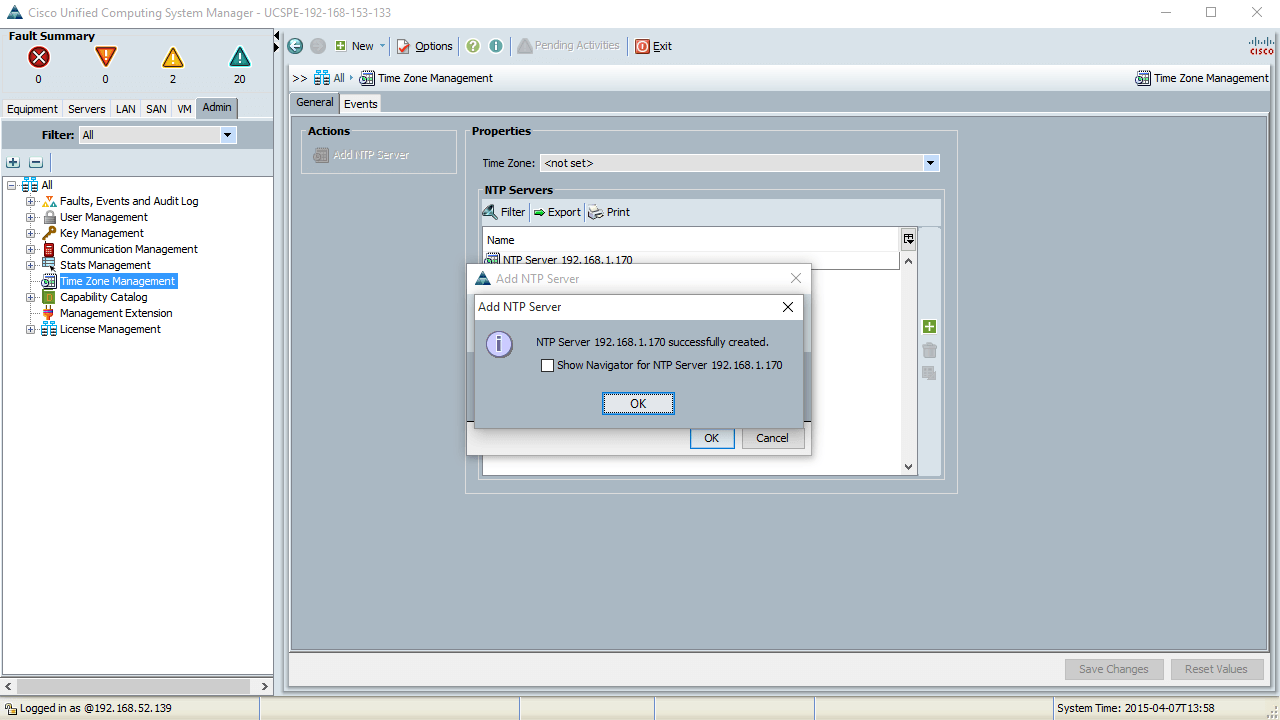 Cisco Unified Computing System Manager - UCSPE-192-168-153-133
Fault Summary
0 0 2 20
Equipment Servers LAN SAN VM Admin
Filter: All
All
Faults, Events and Audit Log
User Management
Key Management
Communication Management
Stats Management
Time Zone Management
Capability Catalog
Management Extension
License Management
New Options Pending Activities Exit
CISCO
>> All Time Zone Management
Time Zone Management
General Events
Actions
Add NTP Server
Properties
Time Zone: <not set>
NTP Servers
Filter Export Print
Name
NTP Server 192.168.1.170
Add NTP Server
Add NTP Server
NTP Server 192.168.1.170 successfully created.
Show Navigator for NTP Server 192.168.1.170
OK
OK Cancel
Save Changes Reset Values
Logged in as @192.168.52.139
System Time: 2015-04-07T13:58